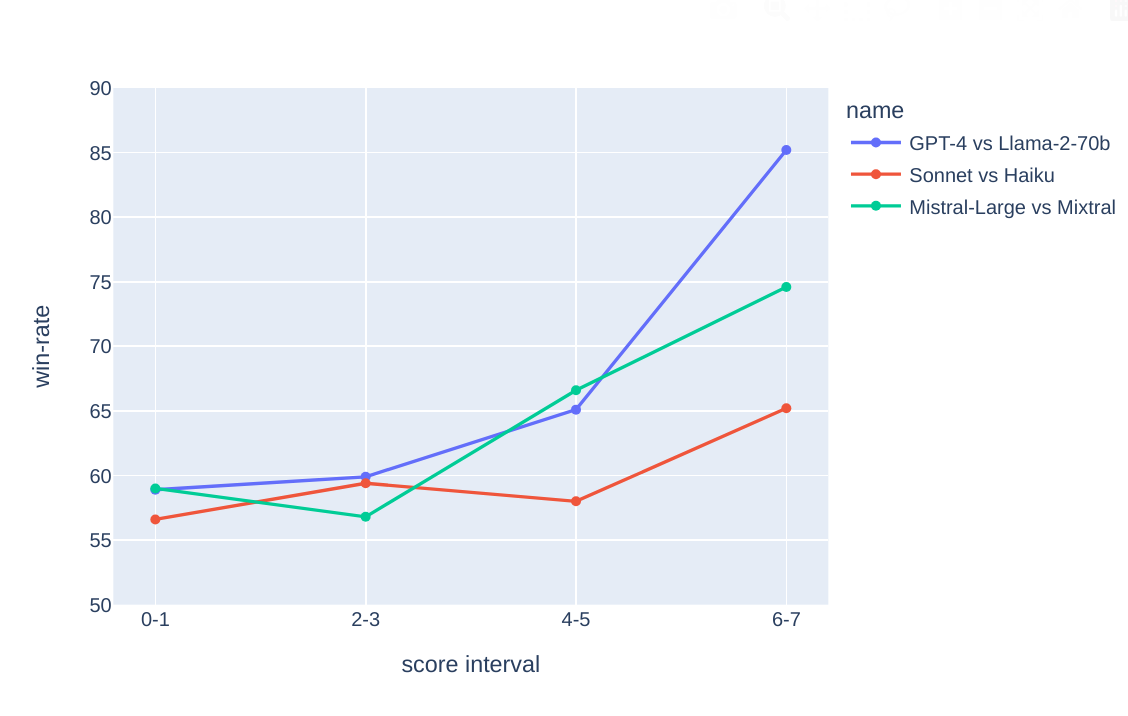 90
85
80
75
70
65
60
55
50
win-rate
0-1 2-3 4-5 6-7
score interval
name
GPT-4 vs Llama-2-70b
Sonnet vs Haiku
Mistral-Large vs Mixtral